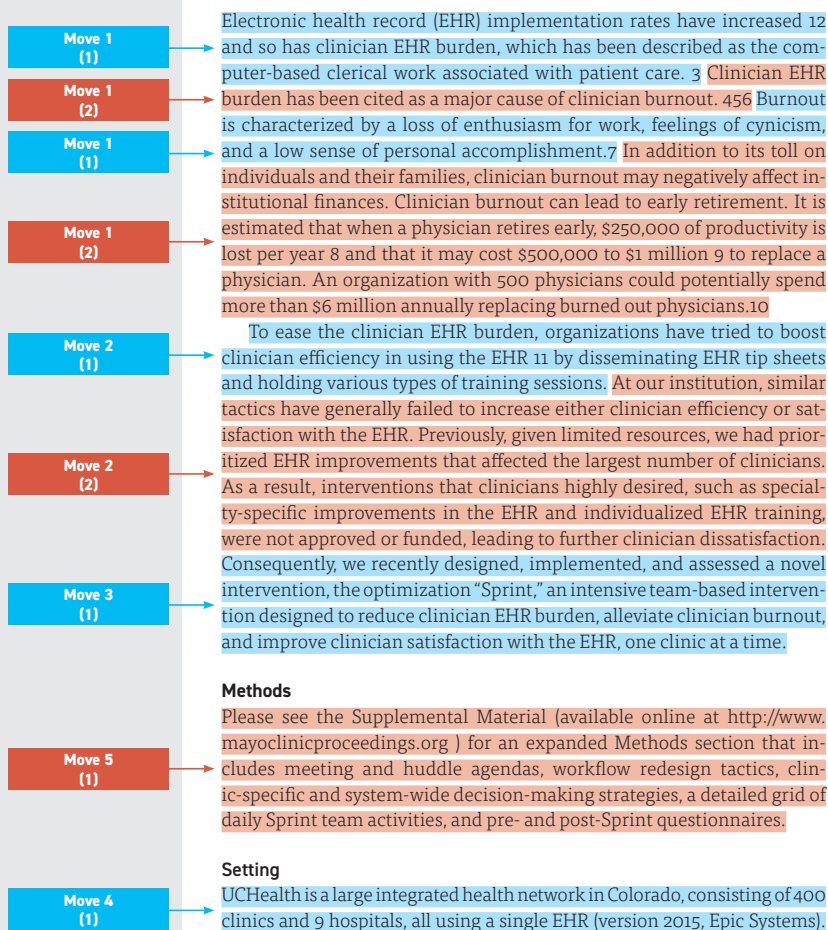 Electronic health record (EHR) implementation rates have increased 12
Move 1
(1)
and so has clinician EHR burden, which has been described as the com-
puter-based clerical work associated with patient care. 3 Clinician EHR
Move 1
(2)
burden has been cited as a major cause of clinician burnout. 456 Burnout
is characterized by a loss of enthusiasm for work, feelings of cynicism,
Move 1
(1)
and a low sense of personal accomplishment.7 In addition to its toll on
individuals and their families, clinician burnout may negatively affect in-
stitutional finances. Clinician burnout can lead to early retirement. It is
Move 1
(2)
estimated that when a physician retires early, $250,000 of productivity is
lost per year 8 and that it may cost $500,000 to $1 million 9 to replace a
physician. An organization with 500 physicians could potentially spend
more than $6 million annually replacing burned out physicians.10
To ease the clinician EHR burden, organizations have tried to boost
Move 2
(1)
clinician efficiency in using the EHR 11 by disseminating EHR tip sheets
and holding various types of training sessions. At our institution, similar
tactics have generally failed to increase either clinician efficiency or sat-
isfaction with the EHR. Previously, given limited resources, we had prior-
itized EHR improvements that affected the largest number of clinicians.
Move 2
(2)
As a result, interventions that clinicians highly desired, such as special-
ty-specific improvements in the EHR and individualized EHR training,
were not approved or funded, leading to further clinician dissatisfaction.
Consequently, we recently designed, implemented, and assessed a novel
Move 3
(1)
intervention, the optimization “Sprint,” an intensive team-based interven-
tion designed to reduce clinician EHR burden, alleviate clinician burnout,
and improve clinician satisfaction with the EHR, one clinic at a time.
Methods
Please see the Supplemental Material (available online at http://www.
mayoclinicproceedings.org ) for an expanded Methods section that in-
Move 5
(1)
cludes meeting and huddle agendas, workflow redesign tactics, clin-
ic-specific and system-wide decision-making strategies, a detailed grid of
daily Sprint team activities, and pre- and post-Sprint questionnaires.
Setting
Move 4
(1)
UCHealth is a large integrated health network in Colorado, consisting of 400
clinics and 9 hospitals, all using a single EHR (version 2015, Epic Systems).